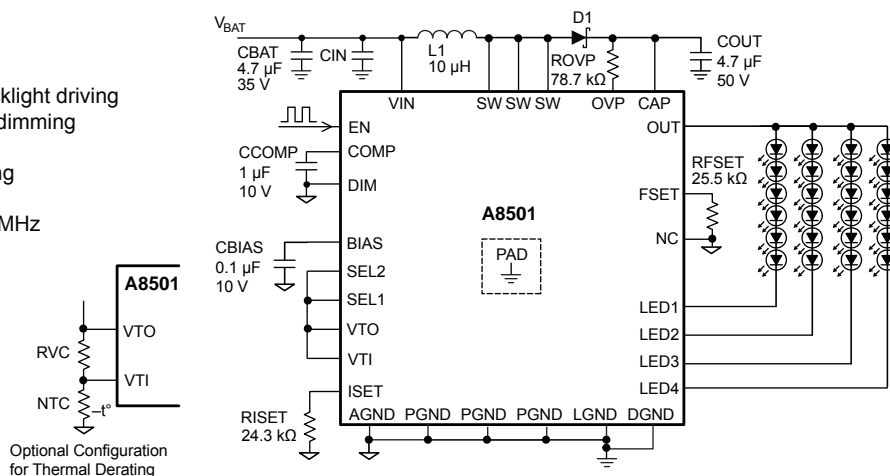 klight driving
dimming
ng
MHz
A8501
VTO
VTI
RVC
NTC
–t°
Optional Configuration
for Thermal Derating
VBAT
CBAT
4.7 µF
35 V
CIN
L1
10 µH
D1
ROVP
78.7 kΩ
COUT
4.7 µF
50 V
VIN
SW SW SW
OVP
CAP
EN
COMP
DIM
BIAS
SEL2
SEL1
VTO
VTI
ISET
CCOMP
1 µF
10 V
CBIAS
0.1 µF
10 V
RISET
24.3 kΩ
A8501
PAD
OUT
FSET
NC
LED1
LED2
LED3
LED4
RFSET
25.5 kΩ
AGND PGND PGND PGND LGND DGND